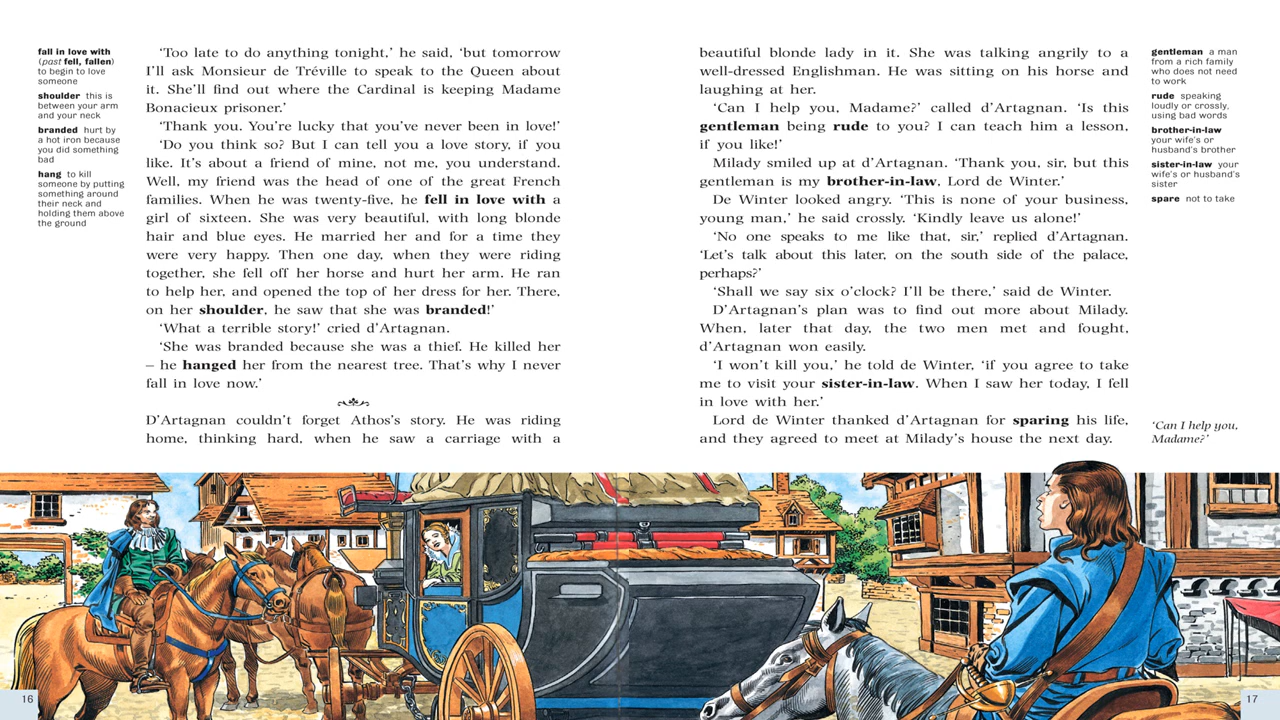 fall in love with
(past fell, fallen)
to begin to love
someone
shoulder this is
between your arm
and your neck
branded hurt by
a hot iron because
you did something
bad
hang to kill
someone by putting
something around
their neck and
holding them above
the ground
‘Too late to do anything tonight,’ he said, ‘but tomorrow
I’ll ask Monsieur de Tréville to speak to the Queen about
it. She’ll find out where the Cardinal is keeping Madame
Bonacieux prisoner.’
‘Thank you. You’re lucky that you’ve never been in love!’
‘Do you think so? But I can tell you a love story, if you
like. It’s about a friend of mine, not me, you understand.
Well, my friend was the head of one of the great French
families. When he was twenty-five, he fell in love with a
girl of sixteen. She was very beautiful, with long blonde
hair and blue eyes. He married her and for a time they
were very happy. Then one day, when they were riding
together, she fell off her horse and hurt her arm. He ran
to help her, and opened the top of her dress for her. There,
on her shoulder, he saw that she was branded!’
‘What a terrible story!’ cried d’Artagnan.
‘She was branded because she was a thief. He killed her
– he hanged her from the nearest tree. That’s why I never
fall in love now.’
D’Artagnan couldn’t forget Athos’s story. He was riding
home, thinking hard, when he saw a carriage with a
16
beautiful blonde lady in it. She was talking angrily to a
well-dressed Englishman. He was sitting on his horse and
laughing at her.
‘Can I help you, Madame?’ called d’Artagnan. ‘Is this
gentleman being rude to you? I can teach him a lesson,
if you like!’
Milady smiled up at d’Artagnan. ‘Thank you, sir, but this
gentleman is my brother-in-law, Lord de Winter.’
De Winter looked angry. ‘This is none of your business,
young man,’ he said crossly. ‘Kindly leave us alone!’
‘No one speaks to me like that, sir,’ replied d’Artagnan.
‘Let’s talk about this later, on the south side of the palace,
perhaps?’
‘Shall we say six o’clock? I’ll be there,’ said de Winter.
D’Artagnan’s plan was to find out more about Milady.
When, later that day, the two men met and fought,
d’Artagnan won easily.
‘I won’t kill you,’ he told de Winter, ‘if you agree to take
me to visit your sister-in-law. When I saw her today, I fell
in love with her.’
Lord de Winter thanked d’Artagnan for sparing his life,
and they agreed to meet at Milady’s house the next day.
gentleman a man
from a rich family
who does not need
to work
rude speaking
loudly or crossly,
using bad words
brother-in-law
your wife’s or
husband’s brother
sister-in-law your
wife’s or husband’s
sister
spare not to take
‘Can I help you,
Madame?’
17